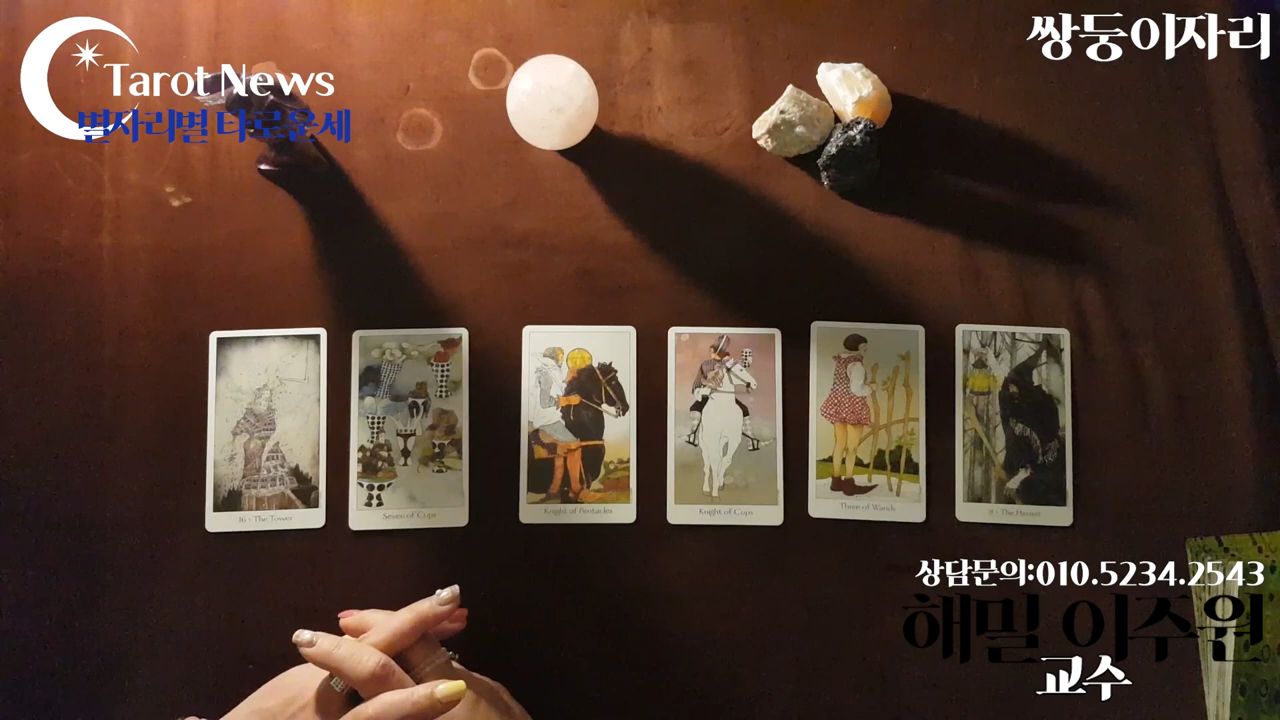 쌍둥이자리
Tarot News
별자리별 타로운세
16 · The Tower
Seven of Cups
Knight of Pentacles
Knight of Cups
Three of Wands
9 · The Hermit
상담문의:010.5234.2543
해밀 이주원
교수